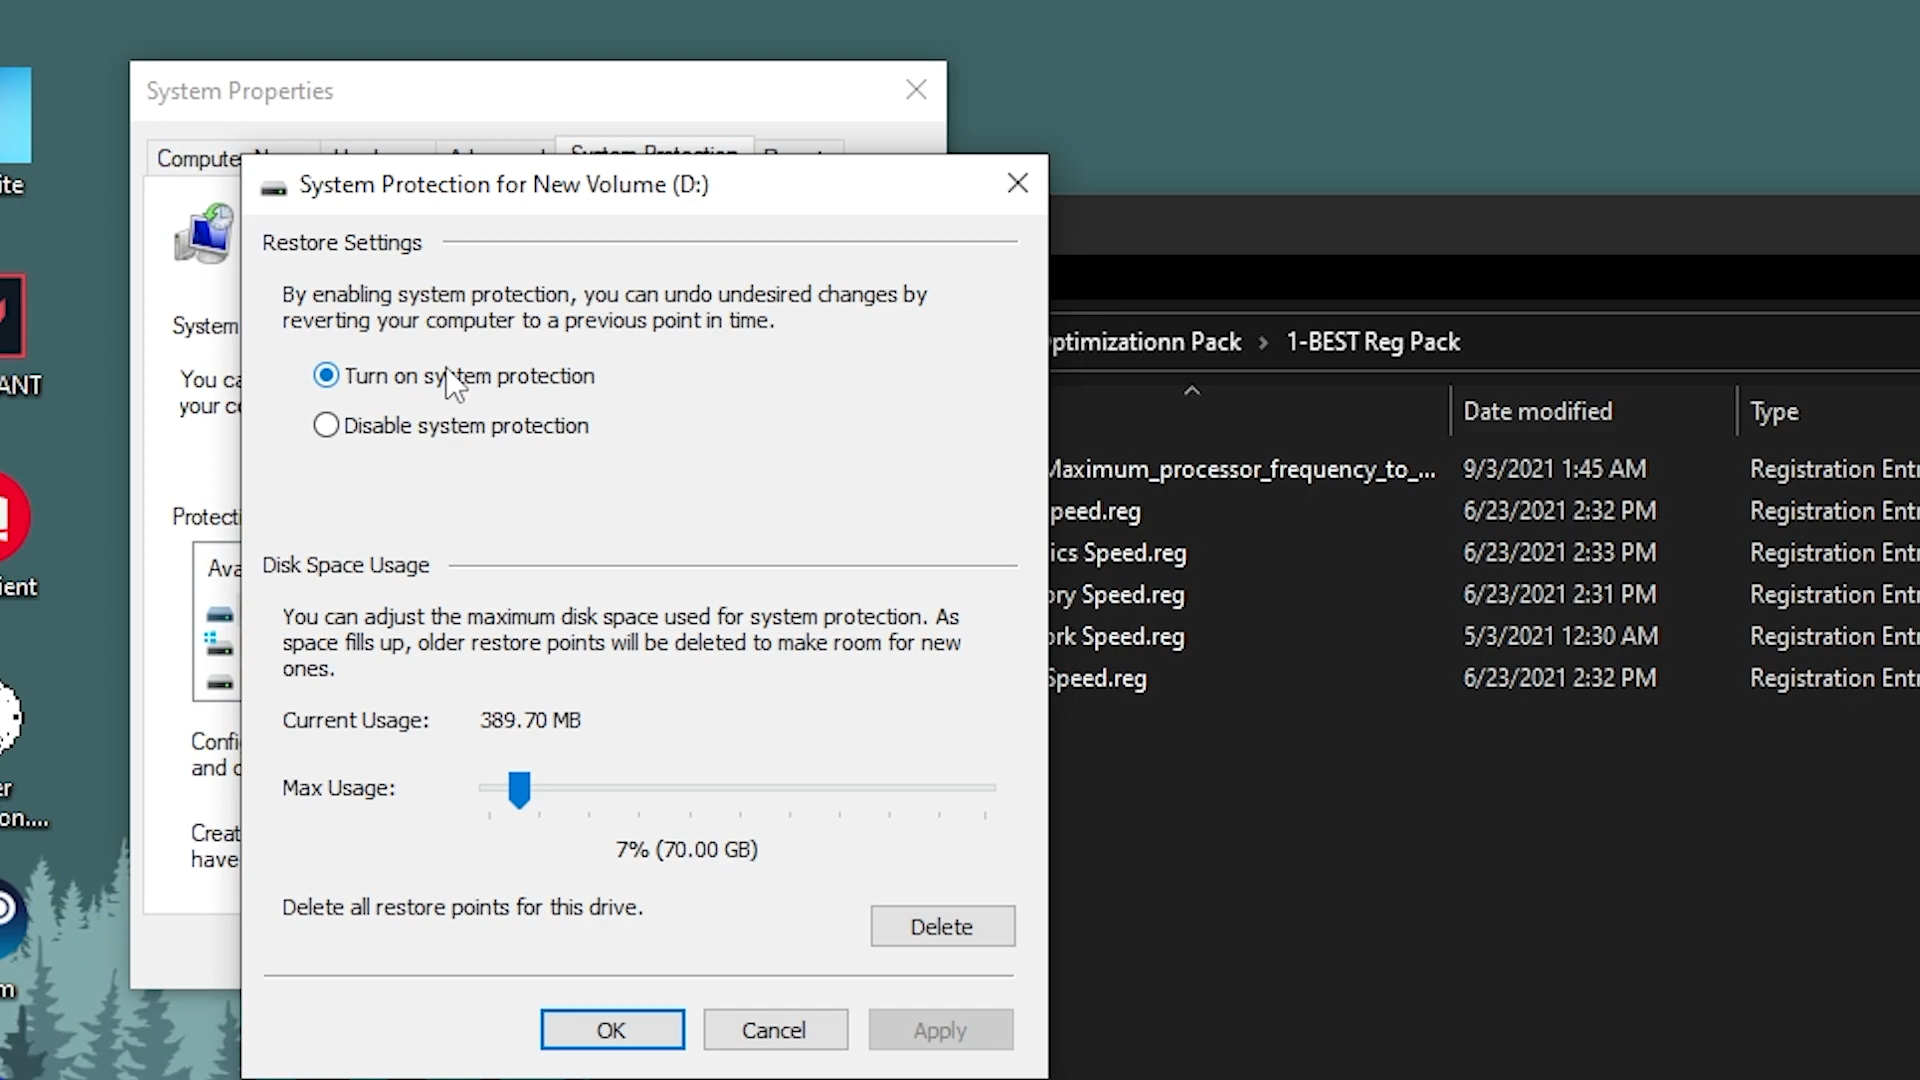 System Properties
Compute
System Protection for New Volume (D:)
Restore Settings
By enabling system protection, you can undo undesired changes by
reverting your computer to a previous point in time.
Turn on system protection
Disable system protection
System
You ca
your c
Protecti
Ava
Disk Space Usage
You can adjust the maximum disk space used for system protection. As
space fills up, older restore points will be deleted to make room for new
ones.
Current Usage: 389.70 MB
Max Usage:
7% (70.00 GB)
Confi
and c
Creat
have
Delete all restore points for this drive.
Delete
OK Cancel Apply
ptimizationn Pack > 1-BEST Reg Pack
Date modified Type
Maximum_processor_frequency_to_... 9/3/2021 1:45 AM Registration Entr
peed.reg 6/23/2021 2:32 PM Registration Entr
ics Speed.reg 6/23/2021 2:33 PM Registration Entr
ory Speed.reg 6/23/2021 2:31 PM Registration Entr
ork Speed.reg 5/3/2021 12:30 AM Registration Entr
Speed.reg 6/23/2021 2:32 PM Registration Entr
ite
ANT
ient
er
on....
m